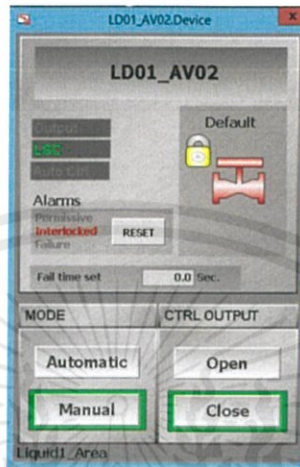 LD01_AV02.Device
X
LD01_AV02
Output
LSC
Auto Ctrl
Default
Alarms
Permissive
Interlocked
Failure
RESET
Fail time set
0.0 Sec.
MODE
CTRL OUTPUT
Automatic
Open
Manual
Close
Liquid1_Area